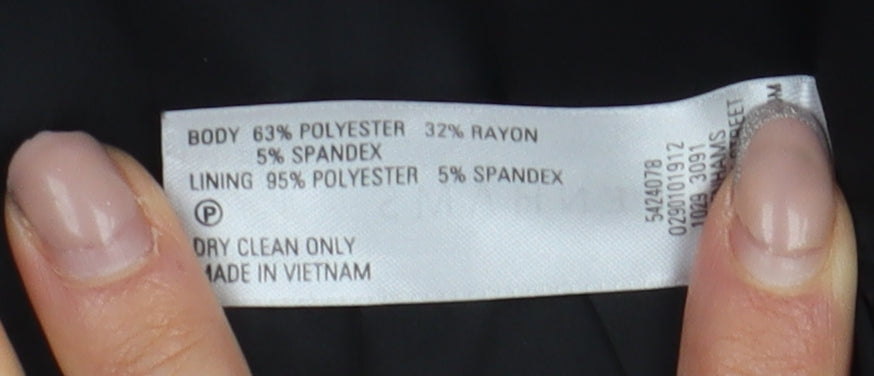 BODY 63% POLYESTER 32% RAYON
5% SPANDEX
LINING 95% POLYESTER 5% SPANDEX
P
DRY CLEAN ONLY
MADE IN VIETNAM
5424078
0290101912
1029 3091